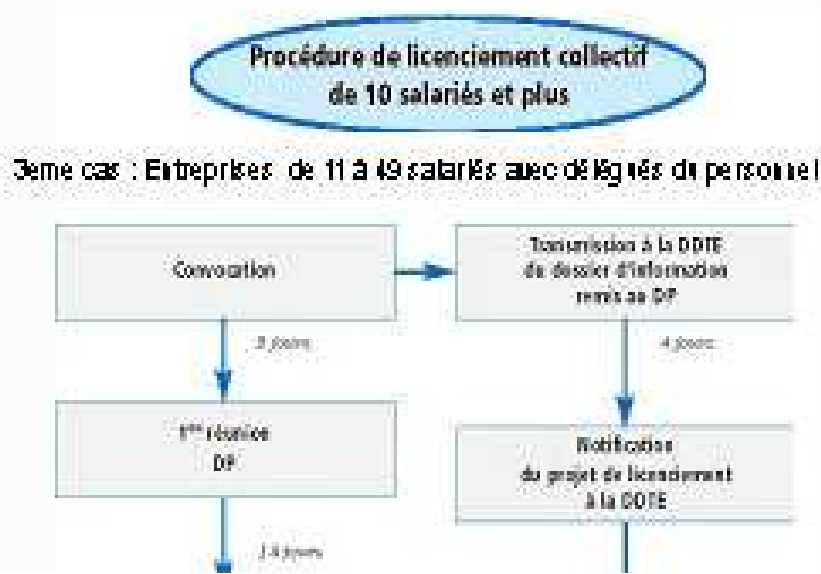 Procédure de licenciement collectif
de 10 salariés et plus
3eme cas : Entreprises de 11 à 49 salariés avec délégués du personnel
Convocation
Transmission à la DDTE
du dossier d'information
remis au DP
3 jours
4 jours
1ère réunion
DP
Notification
du projet de licenciement
à la DDTE
14 jours